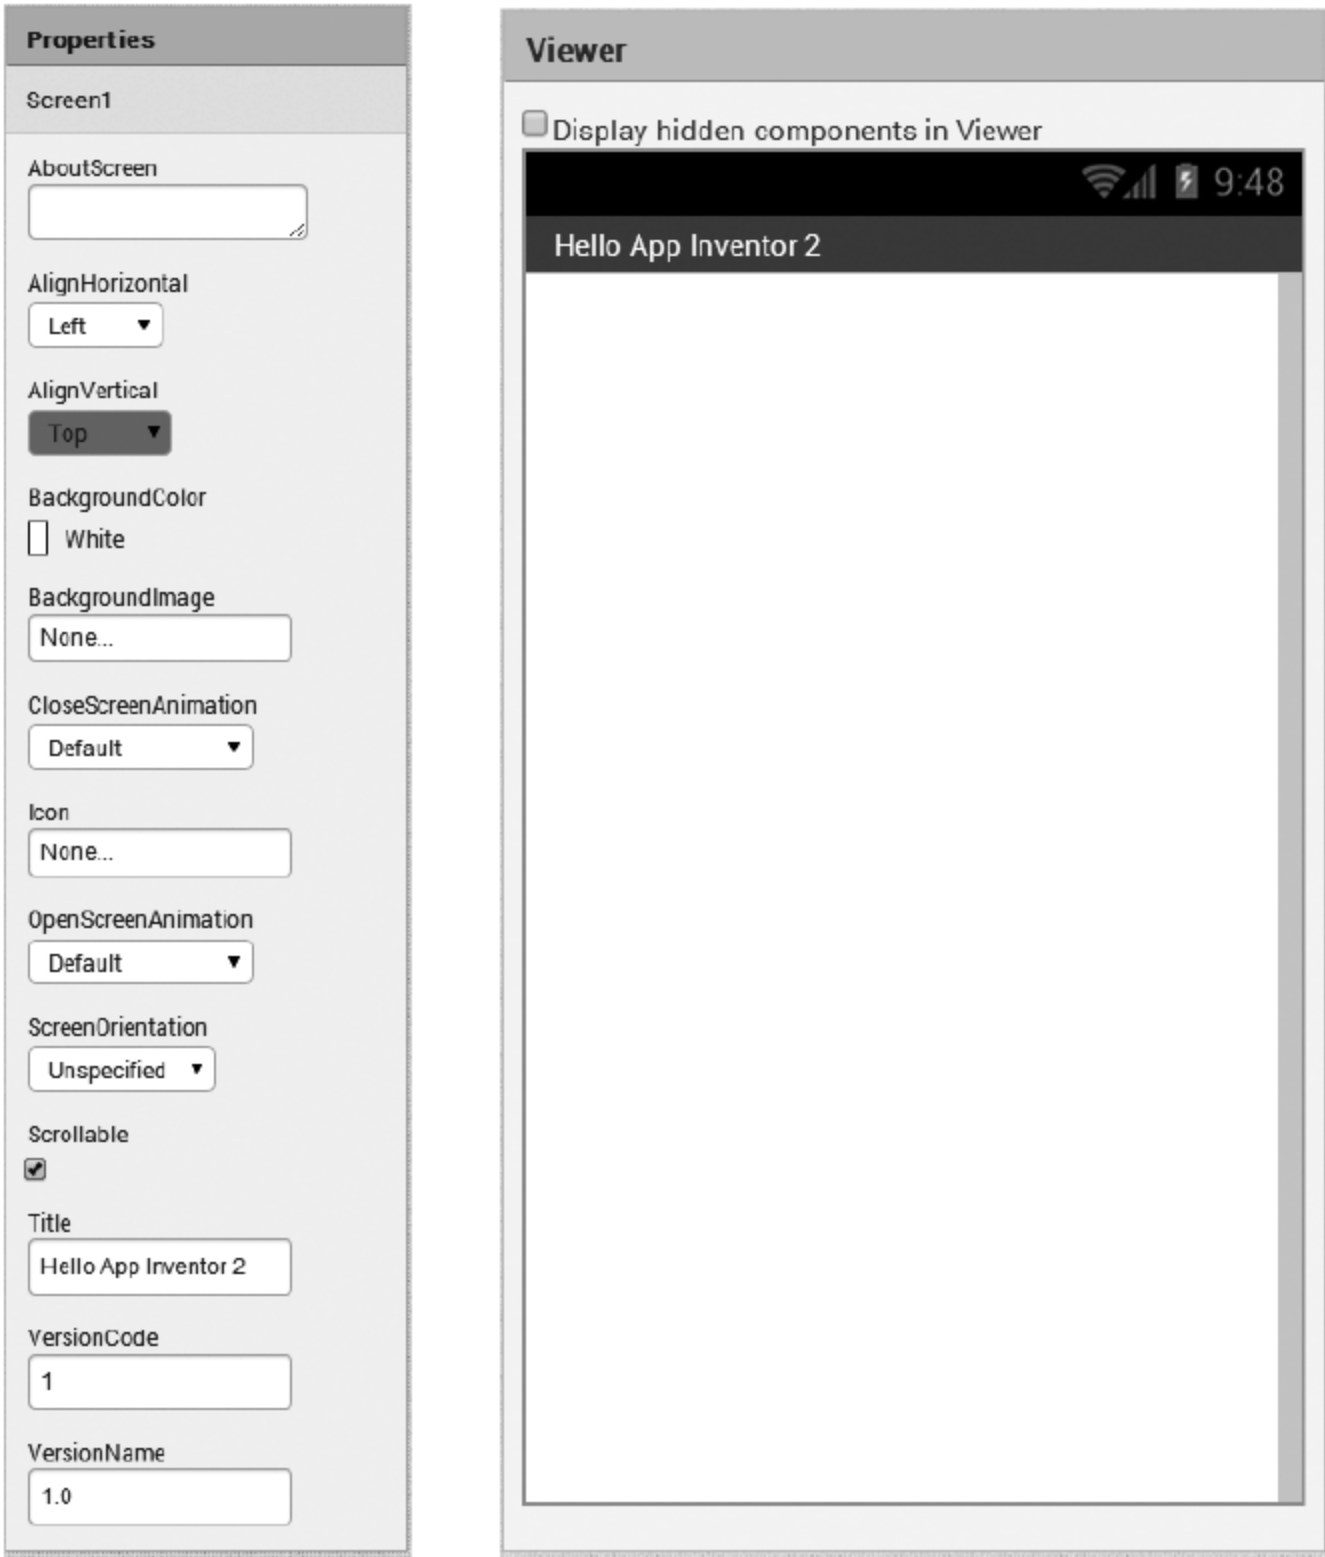 Properties
Screen1
AboutScreen
AlignHorizontal
Left
AlignVertical
Top
BackgroundColor
White
BackgroundImage
None...
CloseScreenAnimation
Default
Icon
None...
OpenScreenAnimation
Default
ScreenOrientation
Unspecified
Scrollable
Title
Hello App Inventor 2
VersionCode
1
VersionName
1.0
Viewer
Display hidden components in Viewer
9:48
Hello App Inventor 2